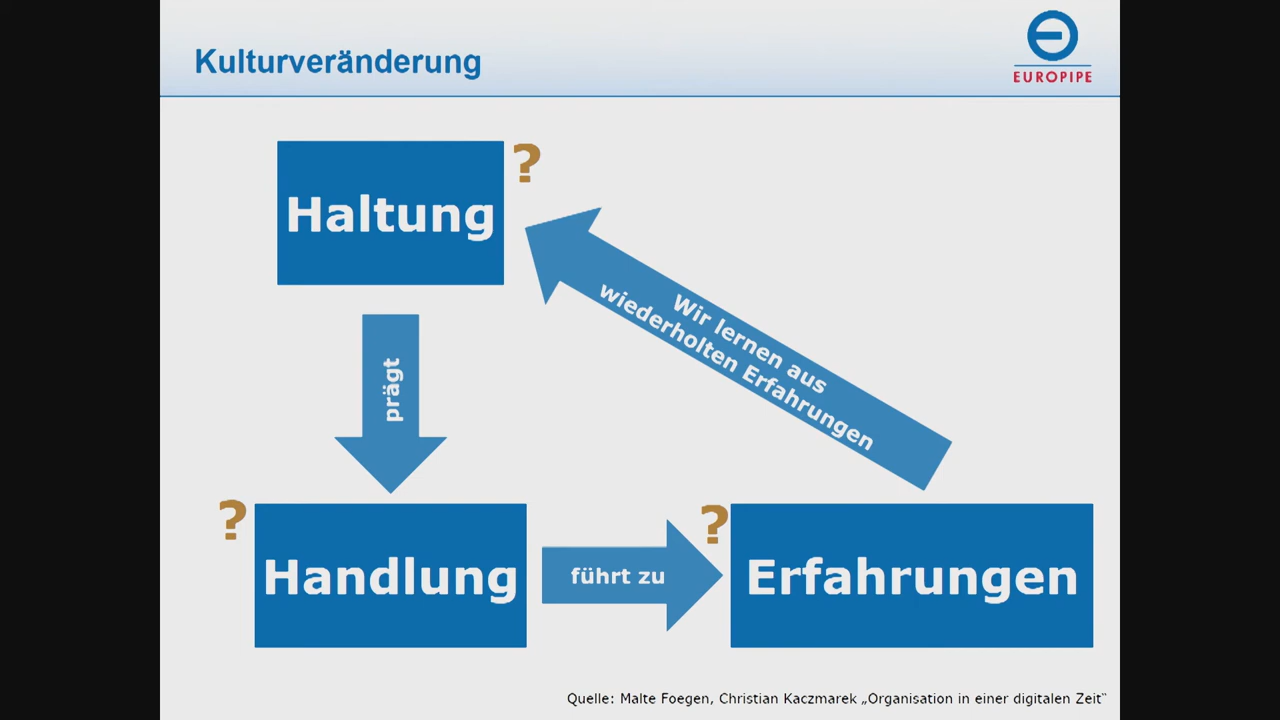 Kulturveränderung
EUROPIPE
Haltung
?
prägt
Wir lernen aus
wiederholten Erfahrungen
?
Handlung
führt zu
?
Erfahrungen
Quelle: Malte Foegen, Christian Kaczmarek „Organisation in einer digitalen Zeit“